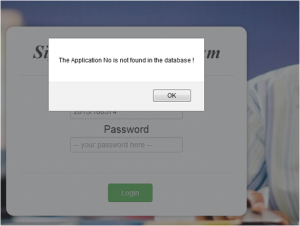 The Application No is not found in the database !
OK
Password
-- your password here --
Login